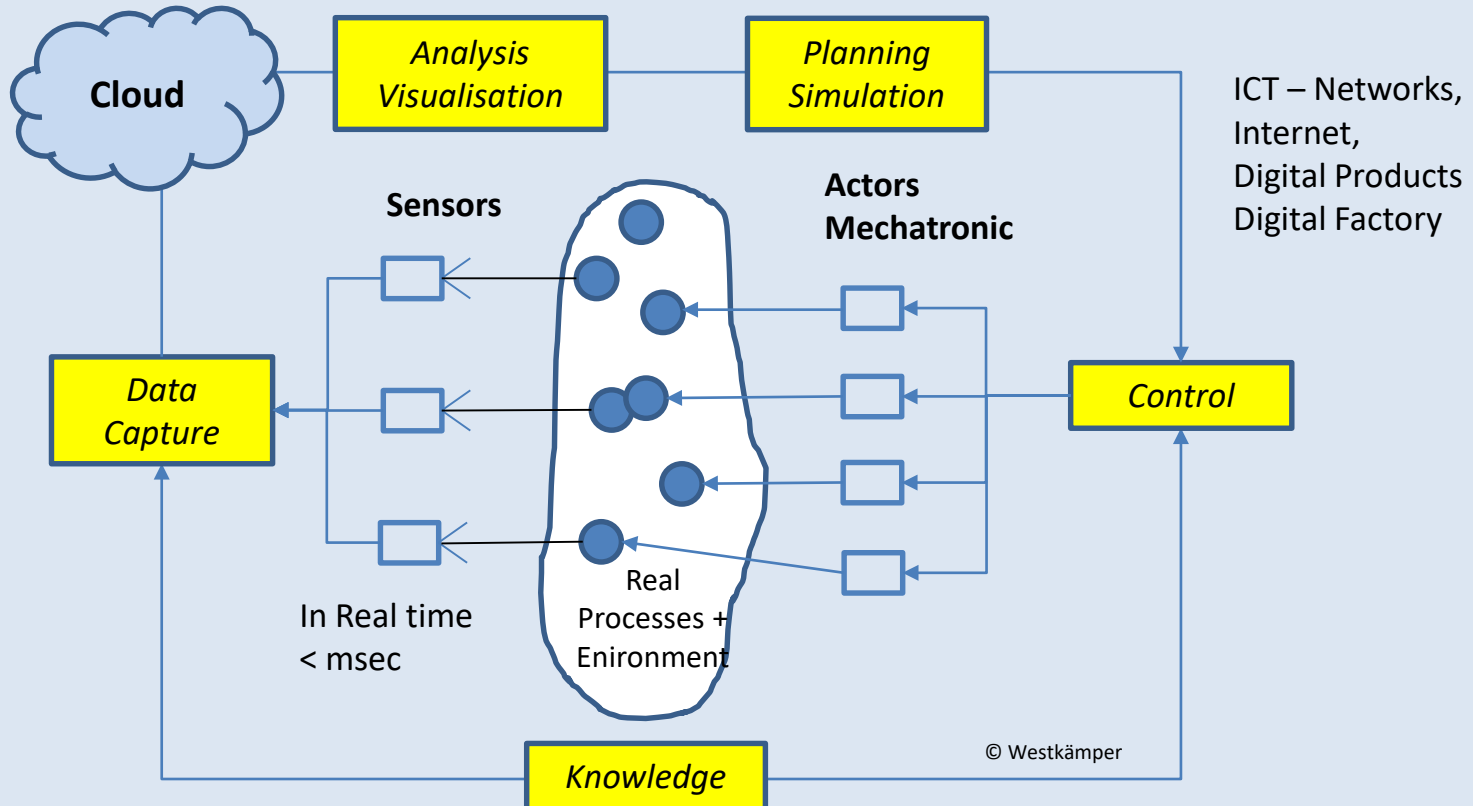 Cloud
Analysis
Visualisation
Planning
Simulation
ICT – Networks,
Internet,
Digital Products
Digital Factory
Sensors
Actors
Mechatronic
Data
Capture
Control
In Real time
< msec
Real
Processes +
Enironment
© Westkämper
Knowledge